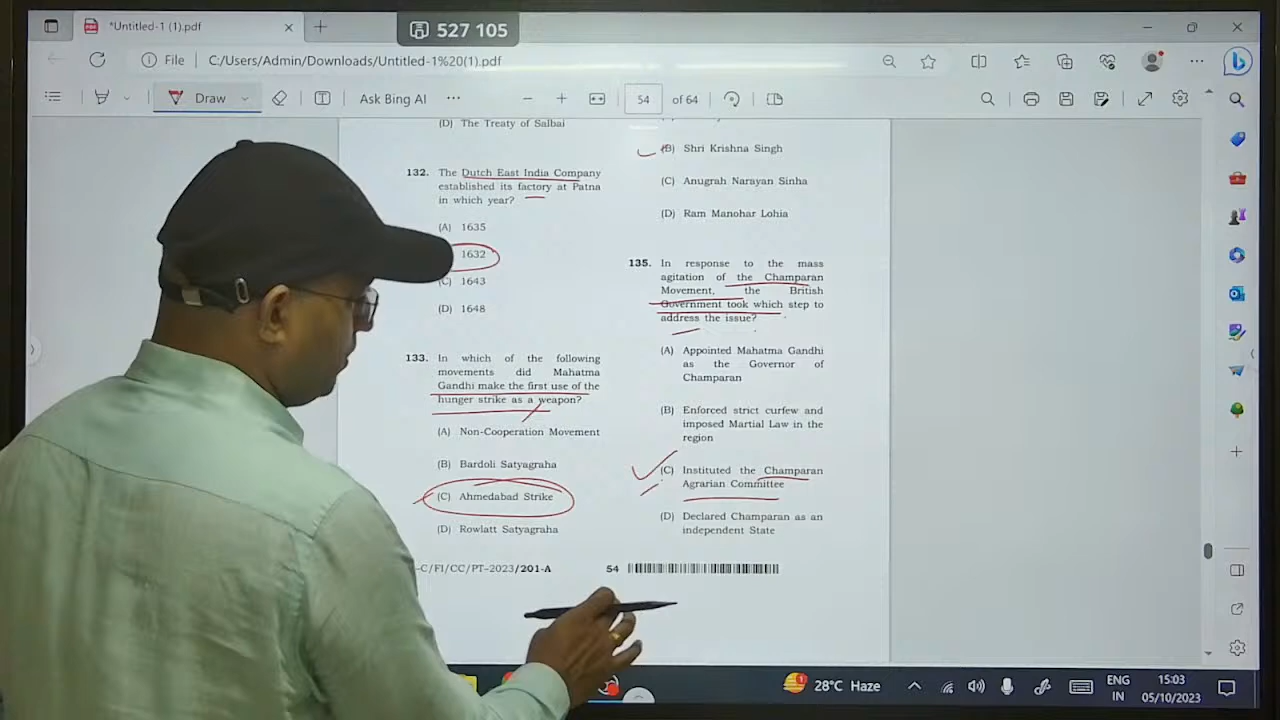 *Untitled-1 (1).pdf
527 105
File
C:/Users/Admin/Downloads/Untitled-1%20(1).pdf
Draw
Ask Bing AI
54
of 64
(D) The Treaty of Salbai
132. The Dutch East India Company
established its factory at Patna
in which year?
(A) 1635
1632
(C) 1643
(D) 1648
133. In which of the following
movements did Mahatma
Gandhi make the first use of the
hunger strike as a weapon?
(A) Non-Cooperation Movement
(B) Bardoli Satyagraha
(C) Ahmedabad Strike
(D) Rowlatt Satyagraha
(B) Shri Krishna Singh
(C) Anugrah Narayan Sinha
(D) Ram Manohar Lohia
135. In response to the mass
agitation of the Champaran
Movement, the British
Government took which step to
address the issue?
(A) Appointed Mahatma Gandhi
as the Governor of
Champaran
(B) Enforced strict curfew and
imposed Martial Law in the
region
(C) Instituted the Champaran
Agrarian Committee
(D) Declared Champaran as an
independent State
-C/FI/CC/PT-2023/201-A
54
28°C Haze
ENG
IN
15:03
05/10/2023